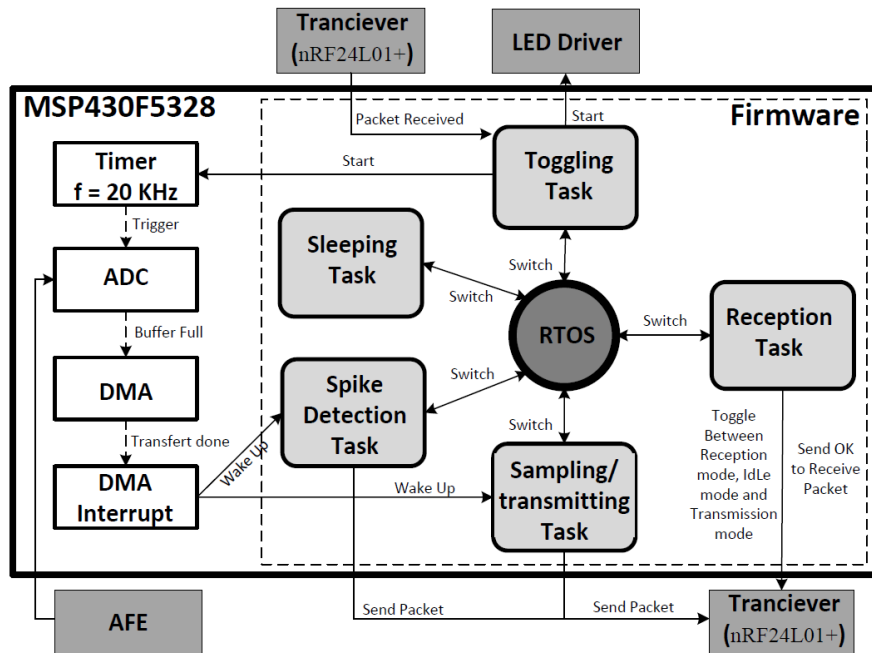 Tranciever
(nRF24L01+)
LED Driver
MSP430F5328
Firmware
Packet Received
Start
Timer
f = 20 KHz
Start
Toggling
Task
Trigger
Sleeping
Task
Switch
Switch
ADC
RTOS
Switch
Reception
Task
Buffer Full
Switch
DMA
Spike
Detection
Task
Switch
Transfert done
Wake Up
DMA
Interrupt
Wake Up
Sampling/
transmitting
Task
Toggle
Between
Reception
mode, IdLe
mode and
Transmission
mode
Send OK
to Receive
Packet
AFE
Send Packet
Send Packet
Tranciever
(nRF24L01+)